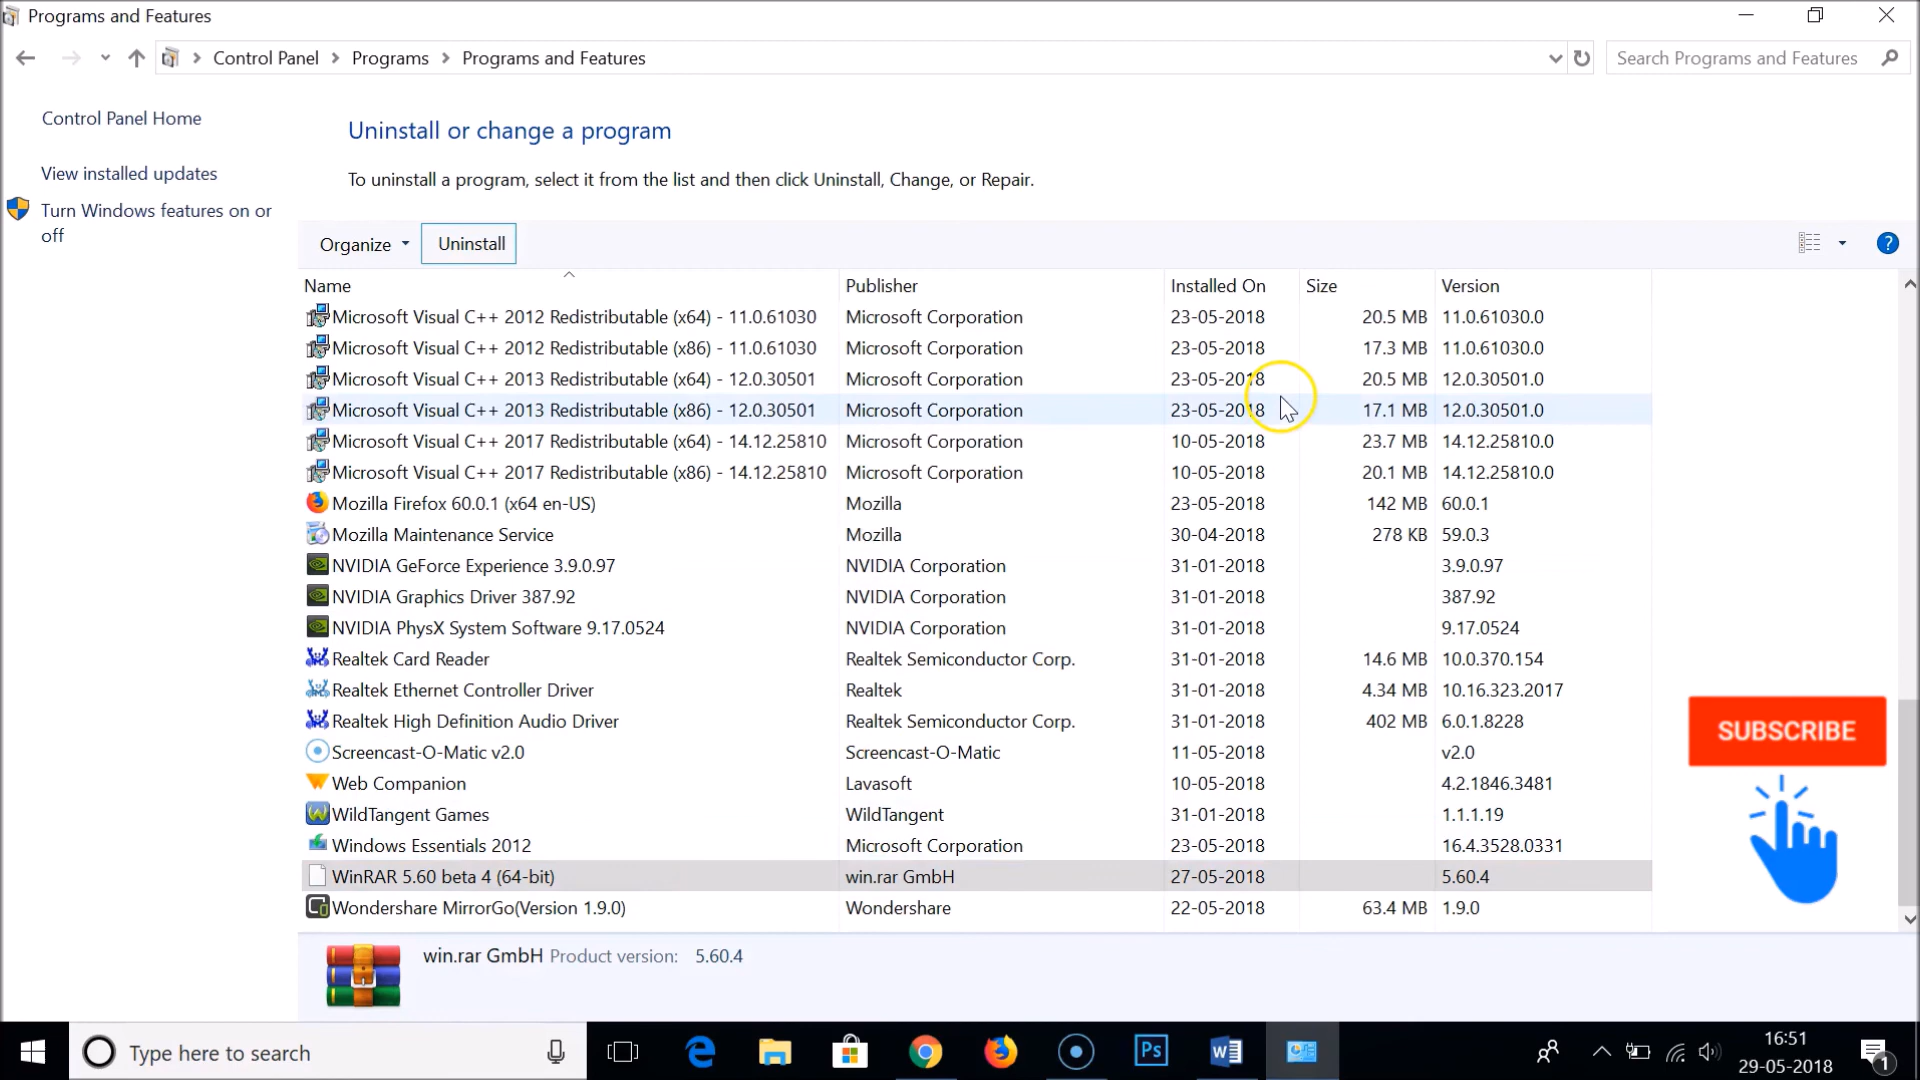 Programs and Features
Control Panel > Programs > Programs and Features
Search Programs and Features
Control Panel Home
View installed updates
Turn Windows features on or
off
Uninstall or change a program
To uninstall a program, select it from the list and then click Uninstall, Change, or Repair.
Organize Uninstall
?
Name Publisher Installed On Size Version
Microsoft Visual C++ 2012 Redistributable (x64) - 11.0.61030 Microsoft Corporation 23-05-2018 20.5 MB 11.0.61030.0
Microsoft Visual C++ 2012 Redistributable (x86) - 11.0.61030 Microsoft Corporation 23-05-2018 17.3 MB 11.0.61030.0
Microsoft Visual C++ 2013 Redistributable (x64) - 12.0.30501 Microsoft Corporation 23-05-2018 20.5 MB 12.0.30501.0
Microsoft Visual C++ 2013 Redistributable (x86) - 12.0.30501 Microsoft Corporation 23-05-2018 17.1 MB 12.0.30501.0
Microsoft Visual C++ 2017 Redistributable (x64) - 14.12.25810 Microsoft Corporation 10-05-2018 23.7 MB 14.12.25810.0
Microsoft Visual C++ 2017 Redistributable (x86) - 14.12.25810 Microsoft Corporation 10-05-2018 20.1 MB 14.12.25810.0
Mozilla Firefox 60.0.1 (x64 en-US) Mozilla 23-05-2018 142 MB 60.0.1
Mozilla Maintenance Service Mozilla 30-04-2018 278 KB 59.0.3
NVIDIA GeForce Experience 3.9.0.97 NVIDIA Corporation 31-01-2018 3.9.0.97
NVIDIA Graphics Driver 387.92 NVIDIA Corporation 31-01-2018 387.92
NVIDIA PhysX System Software 9.17.0524 NVIDIA Corporation 31-01-2018 9.17.0524
Realtek Card Reader Realtek Semiconductor Corp. 31-01-2018 14.6 MB 10.0.370.154
Realtek Ethernet Controller Driver Realtek 31-01-2018 4.34 MB 10.16.323.2017
Realtek High Definition Audio Driver Realtek Semiconductor Corp. 31-01-2018 402 MB 6.0.1.8228
Screencast-O-Matic v2.0 Screencast-O-Matic 11-05-2018 v2.0
Web Companion Lavasoft 10-05-2018 4.2.1846.3481
WildTangent Games WildTangent 31-01-2018 1.1.1.19
Windows Essentials 2012 Microsoft Corporation 23-05-2018 16.4.3528.0331
WinRAR 5.60 beta 4 (64-bit) win.rar GmbH 27-05-2018 5.60.4
Wondershare MirrorGo(Version 1.9.0) Wondershare 22-05-2018 63.4 MB 1.9.0
SUBSCRIBE
win.rar GmbH Product version: 5.60.4
Type here to search
Ps
16:51
29-05-2018
1